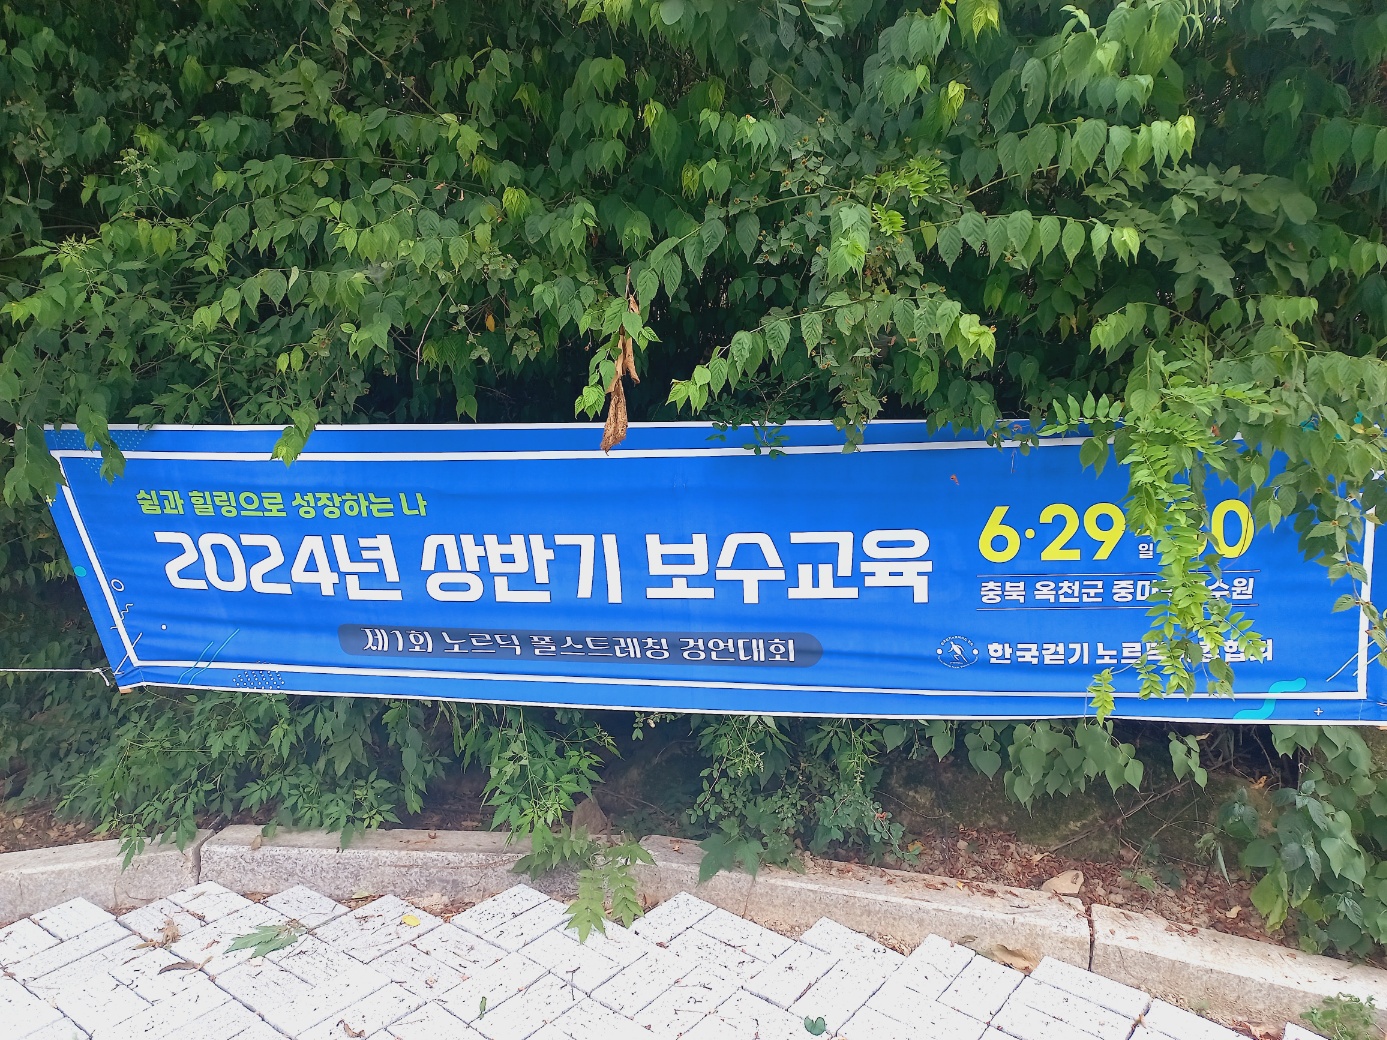 쉼과 힐링으로 성장하는 나
2024년 상반기 보수교육
제1회 노르딕 폴스트레칭 경연대회
6·29
충북 옥천군
한국걷기